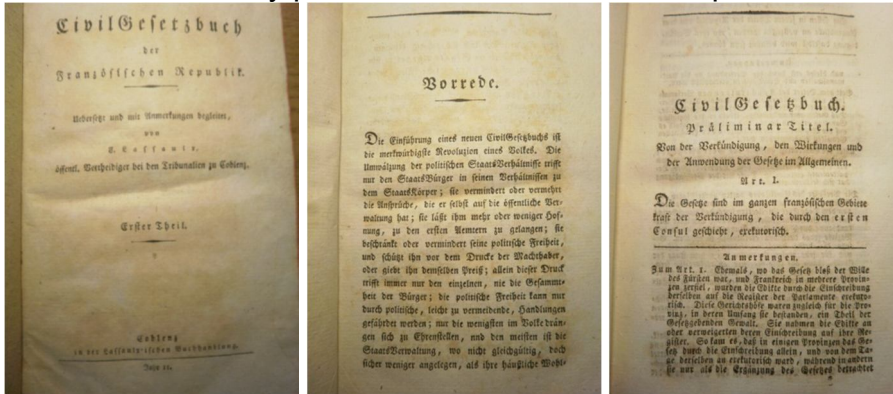 CivilGesetzbuch
der
Französischen Republik.
Uebersetzt und mit Anmerkungen begleitet,
von
öffentl. Vertheidiger bei den Tribunalien zu Coblenz.
Erster Theil.
Coblenz
in der Lassaulx'ischen Buchhandlung.
Vorrede.
Die Einführung eines neuen CivilGesetzbuchs ist
die merkwürdigste Revoluzion eines Volkes. Die
Umwälzung der politischen StaatsVerhältnisse trifft
nur den StaatsBürger in seinen Verhältnissen zu
dem StaatsKörper; sie vermindert oder vermehrt
die Ansprüche, die er selbst auf die öffentliche Ver-
waltung hat; sie läßt ihm mehr oder weniger Hof-
nung, zu den ersten Aemtern zu gelangen; sie
beschränkt oder vermindert seine politische Freiheit,
und schützt ihn vor dem Drucke der Machthaber,
oder giebt ihn demselben Preiß; allein dieser Druck
trifft immer nur den einzelnen, nie die Gesammt-
heit der Bürger; die politische Freiheit kann nur
durch politische, leicht zu vermeidende, Handlungen
gefährdet werden; nur die wenigsten im Volke drän-
gen sich zu Ehrenstellen, und den meisten ist die
StaatsVerwaltung, wo nicht gleichgültig, doch
sicher weniger angelegen, als ihre häußliche Wohl-
CivilGesetzbuch.
PräliminarTitel.
Von der Verkündigung, den Wirkungen und
der Anwendung der Gesetze im Allgemeinen.
Art. 1.
Die Gesetze sind im ganzen französischen Gebiete
kraft der Verkündigung, die durch den ersten
Consul geschieht, exekutorisch.
Anmerkungen.
Zum Art. 1. Ehemals, wo das Gesetz bloß der Wille
des Fürsten war, und Frankreich in mehrere Provin-
zen zerfiel, wurden die Edikte durch die Einschreibung
derselben auf die Register der Parlamente exekuto-
risch. Diese Gerichtshöfe waren zugleich für die Pro-
vinz, in deren Umfang sie bestanden, ein Theil der
Gesetzgebenden Gewalt. Sie nahmen die Edikte an
oder verweigerten deren Einschreibung auf ihre Re-
gister. So kam es, daß in einigen Provinzen das Ge-
setz durch die Einschreibung allein, und von dem Ta-
ge derselben an exekutorisch ward, während in andern
sie nur als die Ergänzung des Gesetzes betrachtet